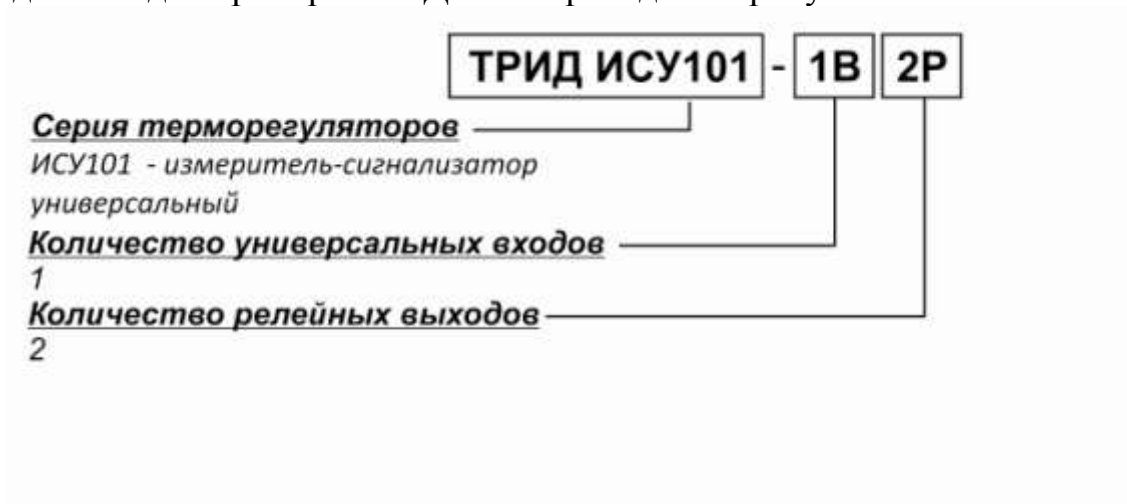 ТРИД ИСУ101 - 1В 2Р
Серия терморегуляторов
ИСУ101 - измеритель-сигнализатор
универсальный
Количество универсальных входов
1
Количество релейных выходов
2